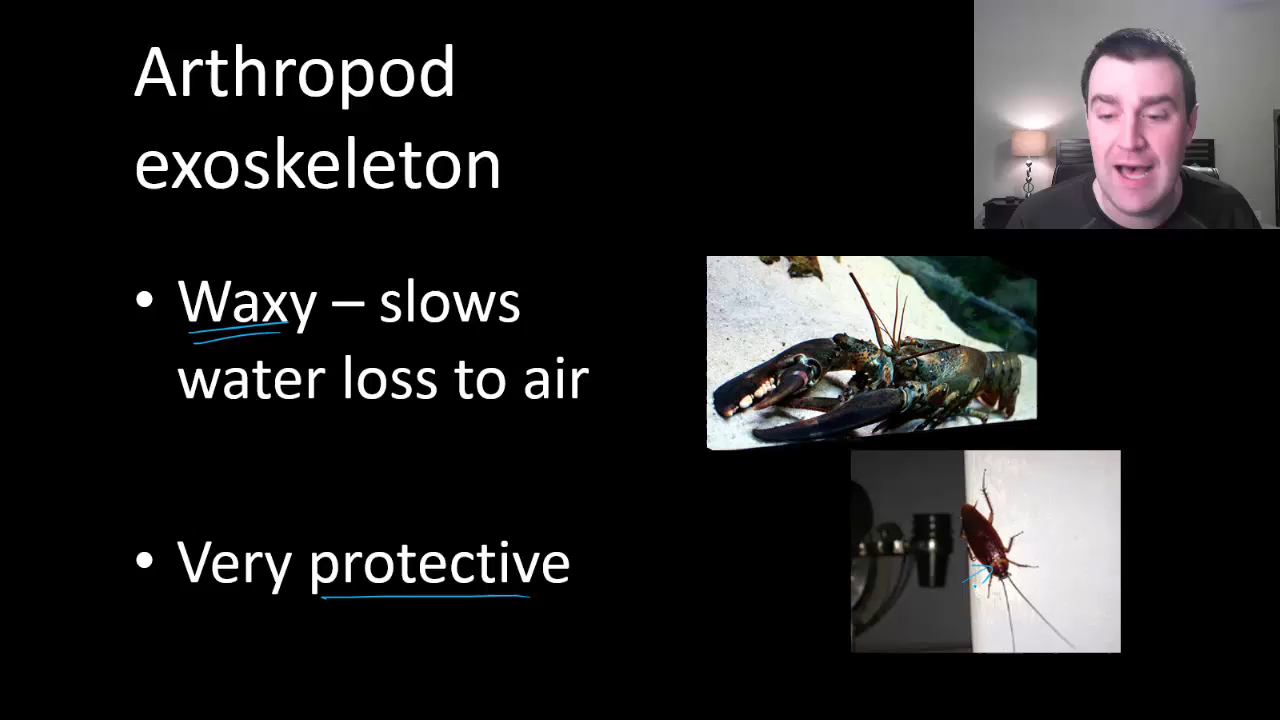 Arthropod
exoskeleton
• Waxy – slows
water loss to air
• Very protective